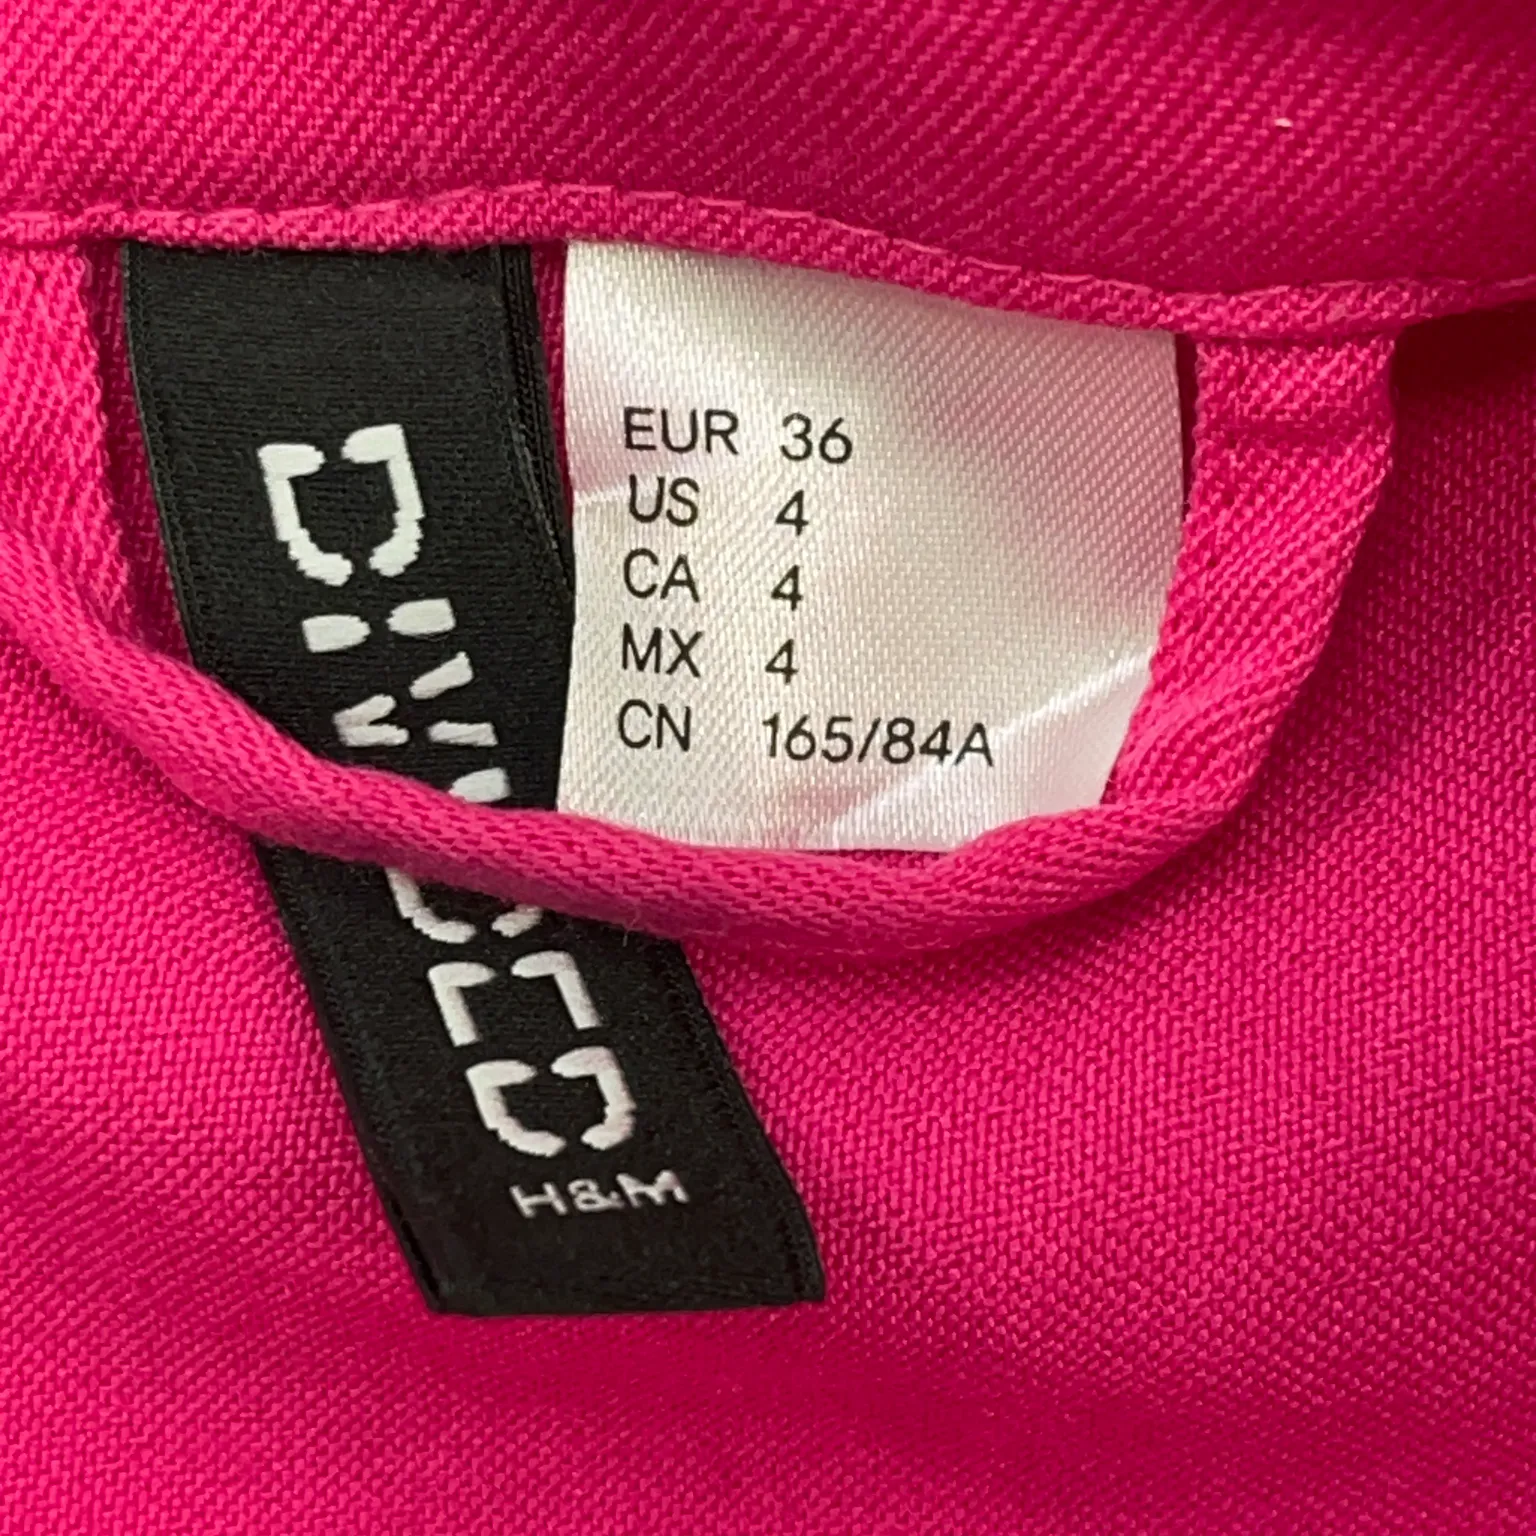 DIVIDED
H&M
EUR 36
US 4
CA 4
MX 4
CN 165/84A